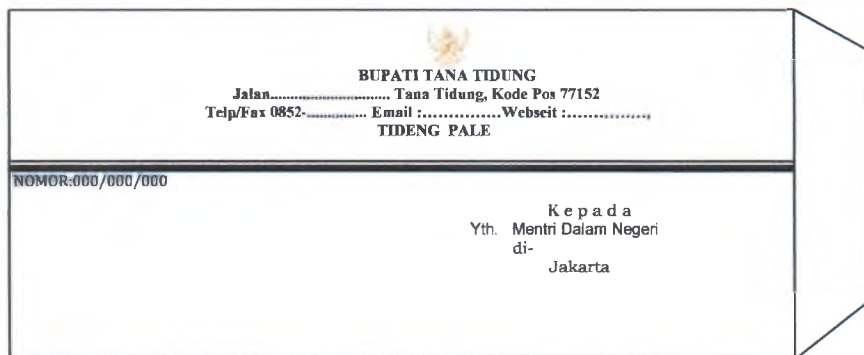 BUPATI TANA TIDUNG
Jalan.............................. Tana Tidung, Kode Pos 77152
Telp/Fax 0852-............... Email :................Webseit :.....................
TIDENG PALE
NOMOR:000/000/000
Kepada
Yth. Mentri Dalam Negeri
di-
Jakarta